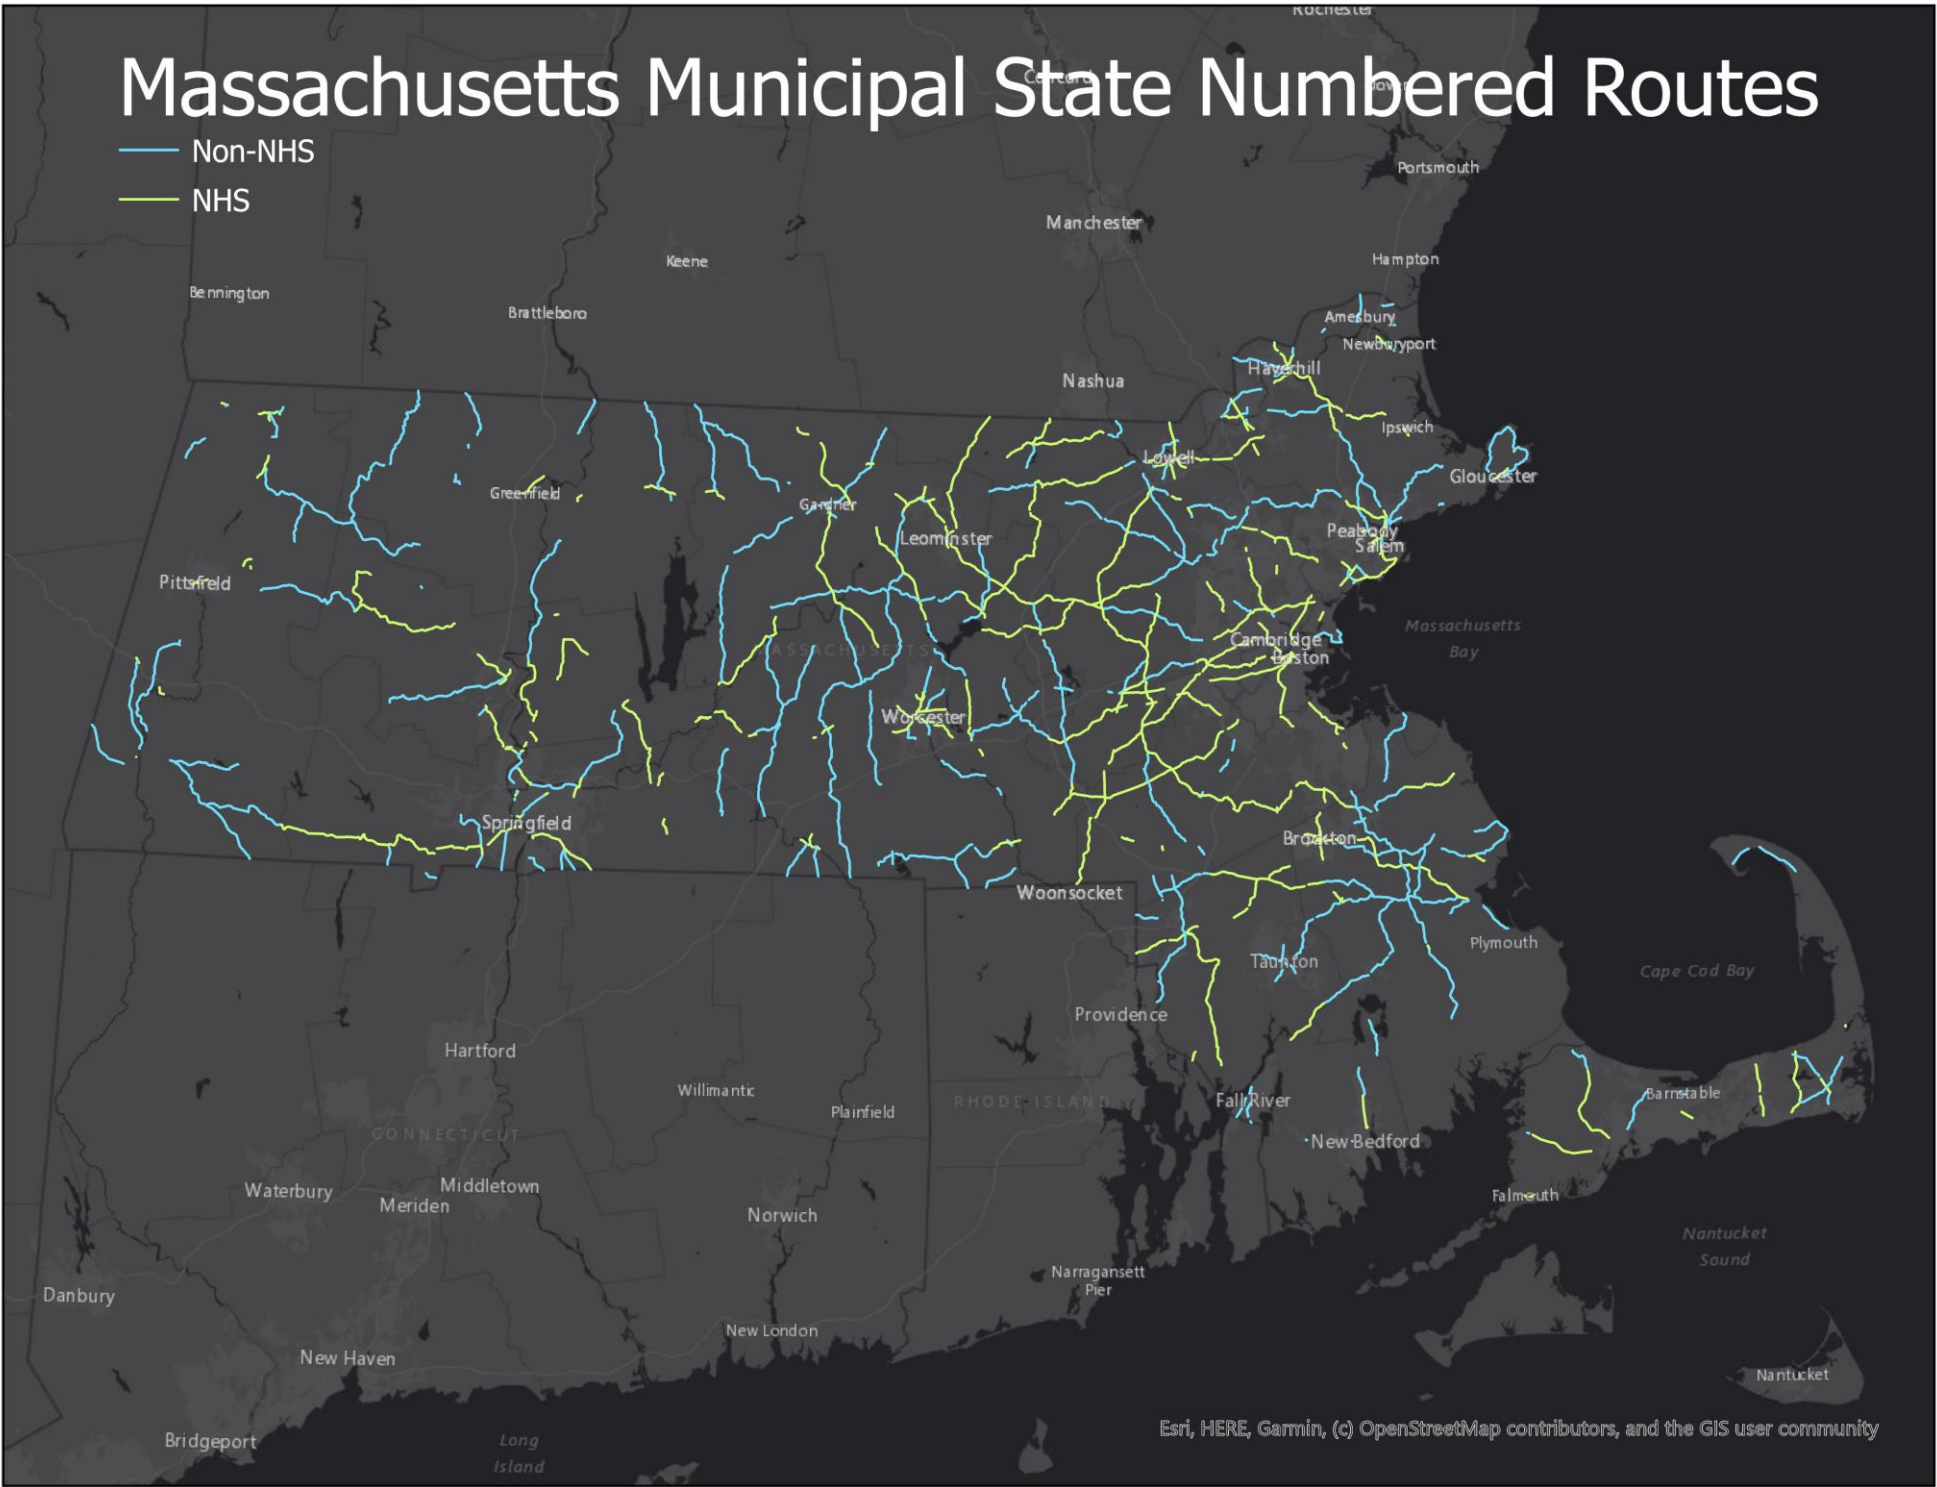 Rochester
Massachusetts Municipal State Numbered Routes
Concord
Dover
Non-NHS
NHS
Portsmouth
Manchester
Keene
Hampton
Bennington
Brattleboro
Amesbury
Newburyport
Haverhill
Nashua
Ipswich
Lowell
Gloucester
Greenfield
Gardner
Peabody
Leominster
Salem
Pittsfield
Massachusetts
Bay
Cambridge
MASSACHUSETTS
Boston
Worcester
Springfield
Brockton
Woonsocket
Plymouth
Taunton
Cape Cod Bay
Providence
Hartford
Willimantic
Barnstable
Fall River
RHODE ISLAND
Plainfield
CONNECTICUT
New Bedford
Waterbury
Middletown
Meriden
Falmouth
Norwich
Nantucket
Sound
Narragansett
Pier
Danbury
New London
New Haven
Nantucket
Esri, HERE, Garmin, (c) OpenStreetMap contributors, and the GIS user community
Bridgeport
Long
Island